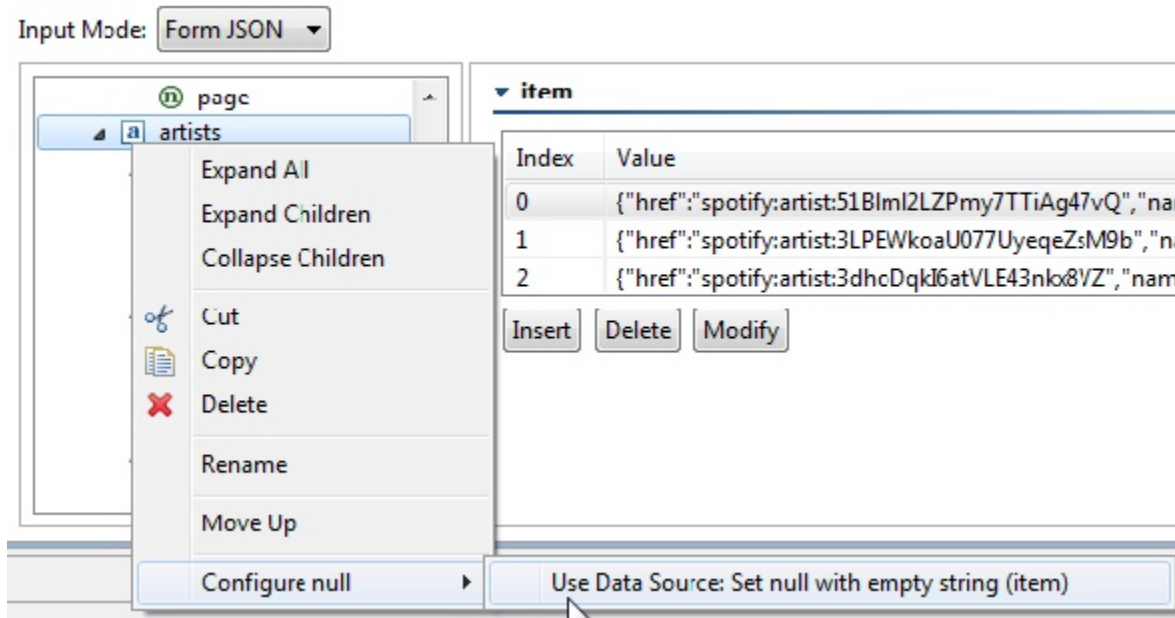 Input Mode: Form JSON
page
artists
Expand All
Expand Children
Collapse Children
Cut
Copy
Delete
Rename
Move Up
Configure null
Use Data Source: Set null with empty string (item)
item
Index Value
0 {"href":"spotify:artist:51BlmI2LZPmy7TTiAg47vQ","na
1 {"href":"spotify:artist:3LPEWkoaU077UyeqeZsM9b","n
2 {"href":"spotify:artist:3dhcDqkI6atVLE43nkx8VZ","nam
Insert Delete Modify